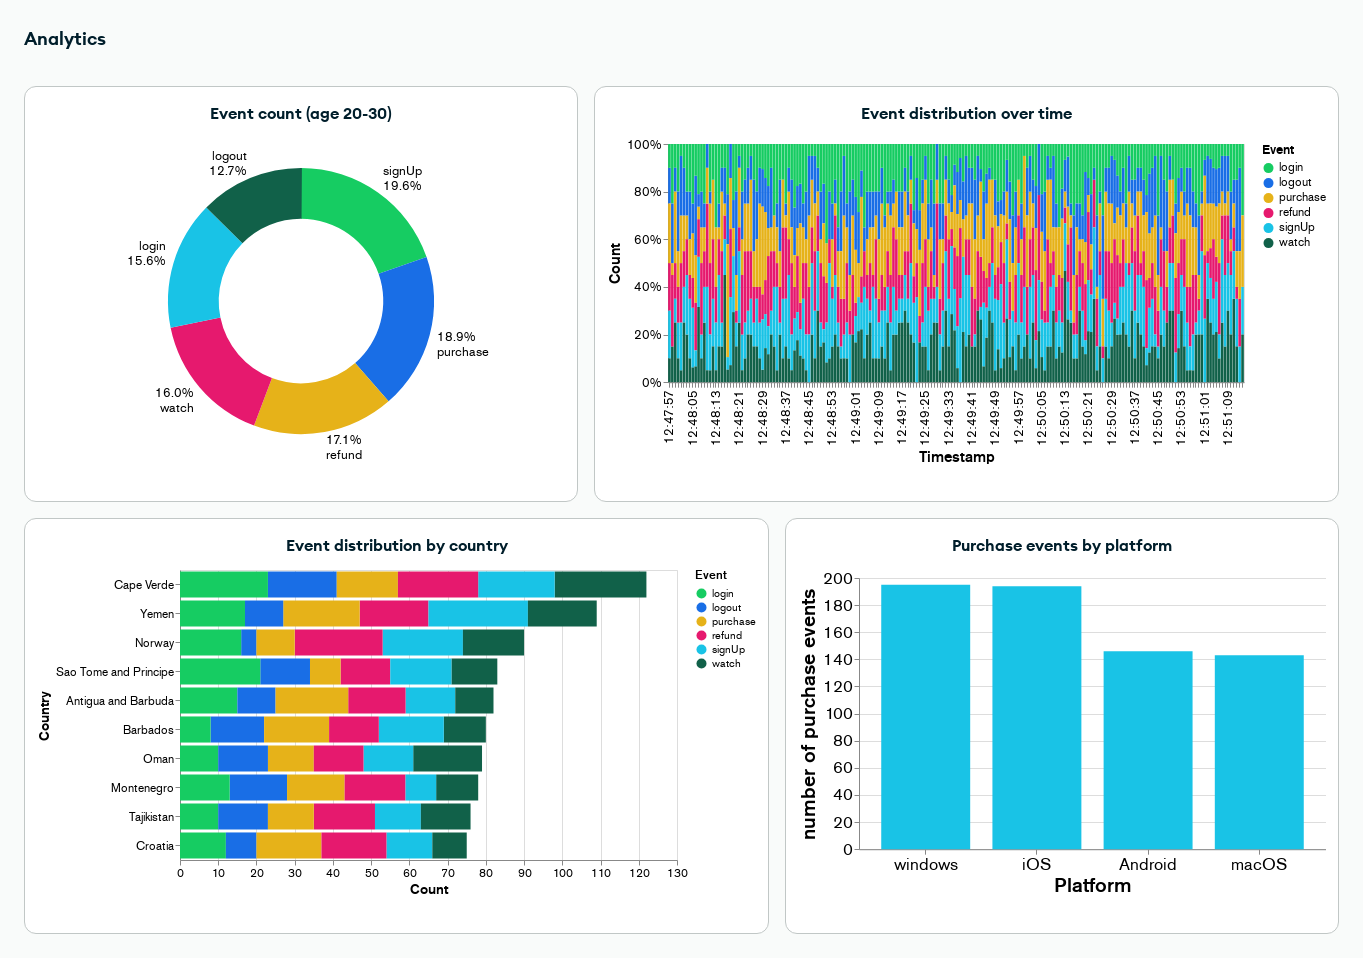 Analytics
Event count (age 20-30)
logout
12.7%
signUp
19.6%
login
15.6%
18.9%
purchase
16.0%
watch
17.1%
refund
Event distribution over time
Count
100%
80%
60%
40%
20%
0%
12:47:57
12:48:05
12:48:13
12:48:21
12:48:29
12:48:37
12:48:45
12:48:53
12:49:01
12:49:09
12:49:17
12:49:25
12:49:33
12:49:41
12:49:49
12:49:57
12:50:05
12:50:13
12:50:21
12:50:29
12:50:37
12:50:45
12:50:53
12:51:01
12:51:09
Timestamp
Event
login
logout
purchase
refund
signUp
watch
Event distribution by country
Country
Cape Verde
Yemen
Norway
Sao Tome and Principe
Antigua and Barbuda
Barbados
Oman
Montenegro
Tajikistan
Croatia
0 10 20 30 40 50 60 70 80 90 100 110 120 130
Count
Event
login
logout
purchase
refund
signUp
watch
Purchase events by platform
number of purchase events
200
180
160
140
120
100
80
60
40
20
0
windows iOS Android macOS
Platform